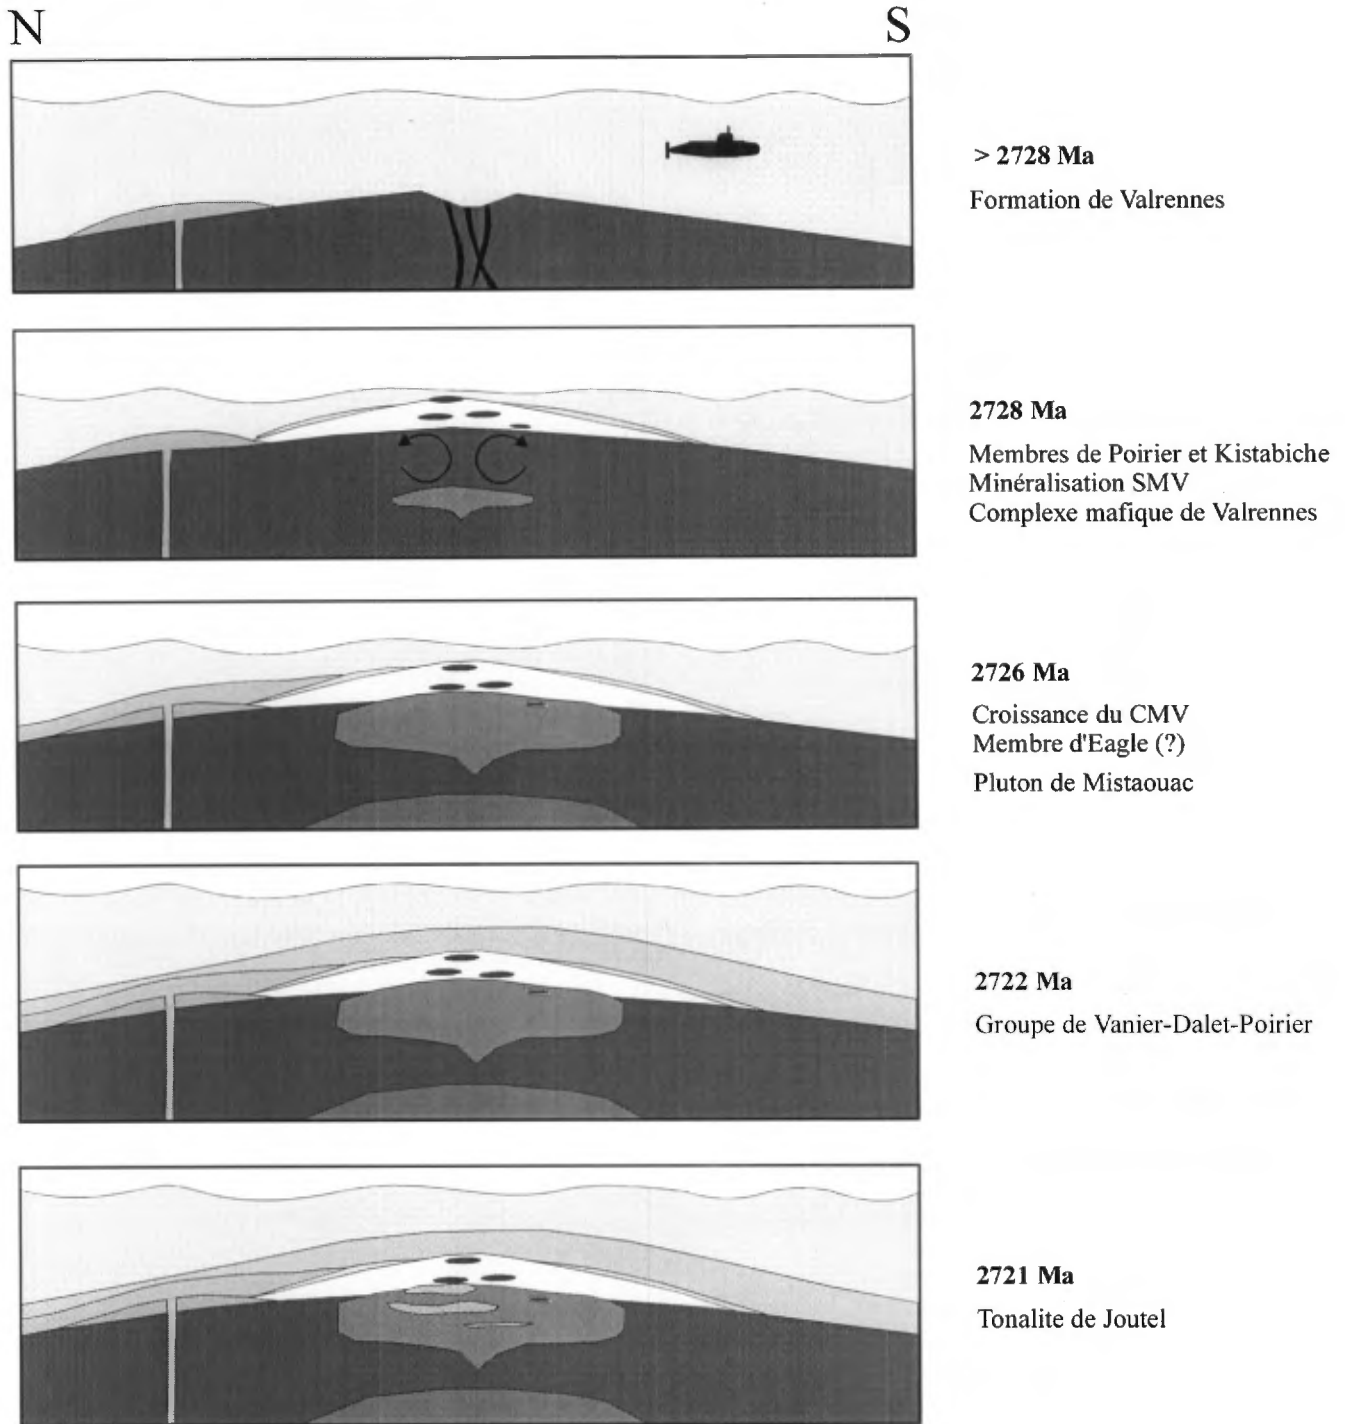 N
S
> 2728 Ma
Formation de Valrennes
2728 Ma
Membres de Poirier et Kistabiche
Minéralisation SMV
Complexe mafique de Valrennes
2726 Ma
Croissance du CMV
Membre d'Eagle (?)
Pluton de Mistaouac
2722 Ma
Groupe de Vanier-Dalet-Poirier
2721 Ma
Tonalite de Joutel